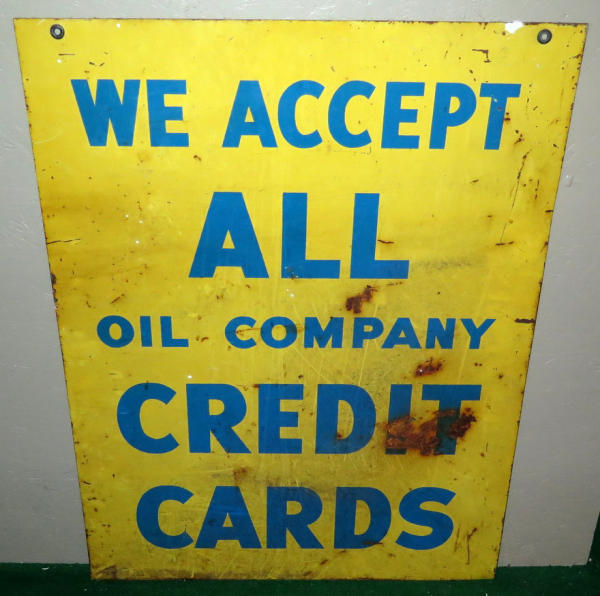 WE ACCEPT
ALL
OIL COMPANY
CREDIT
CARDS